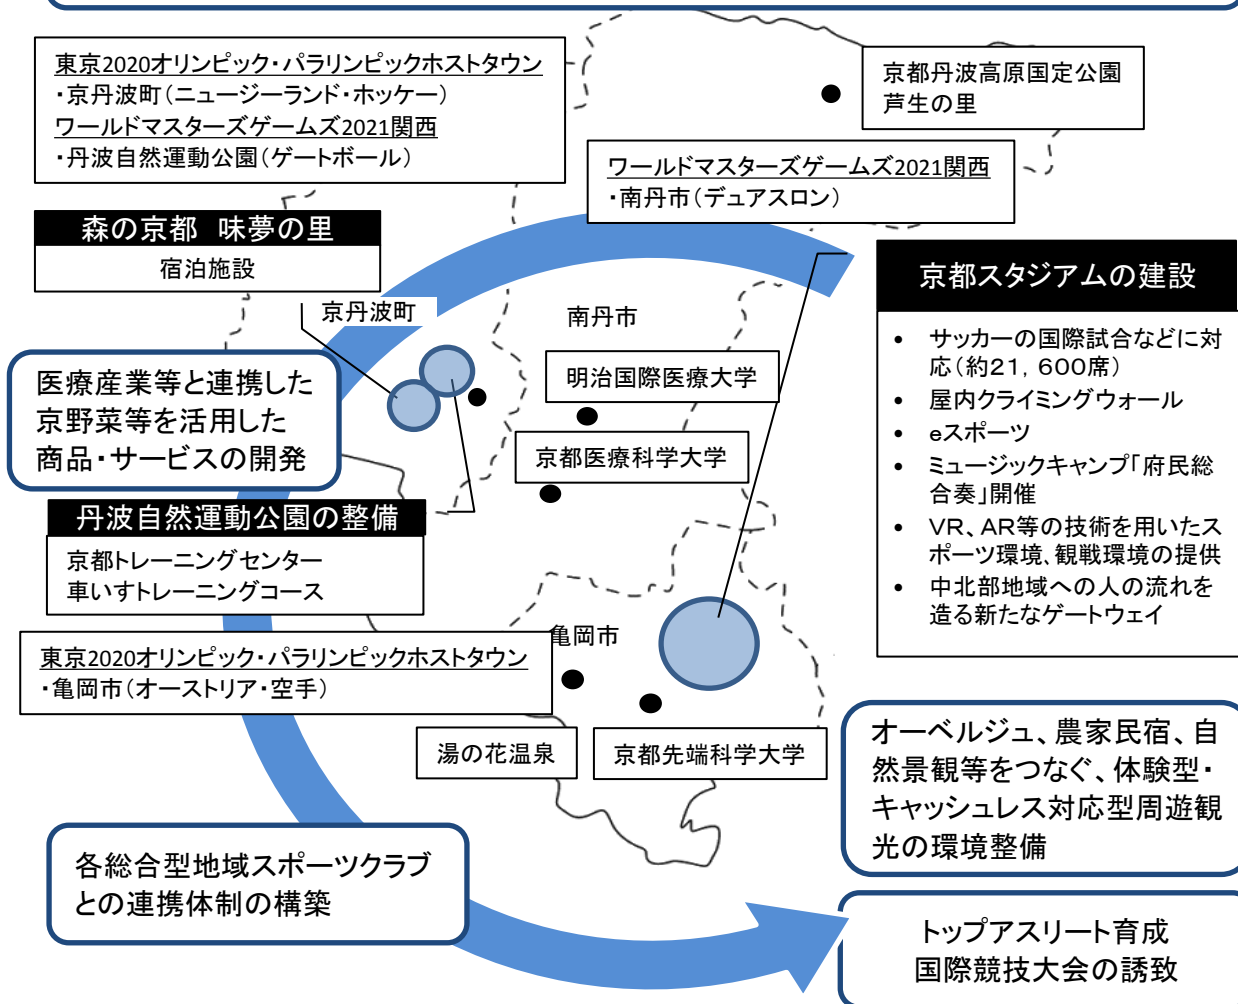 東京2020オリンピック・パラリンピックホストタウン
・京丹波町（ニュージーランド・ホッケー）
ワールドマスターズゲームズ2021関西
・丹波自然運動公園（ゲートボール）
京都丹波高原国定公園
芦生の里
ワールドマスターズゲームズ2021関西
・南丹市（デュアスロン）
森の京都　味夢の里
宿泊施設
京丹波町
南丹市
京都スタジアムの建設
• サッカーの国際試合などに対
応（約21，600席）
• 屋内クライミングウォール
• eスポーツ
• ミュージックキャンプ「府民総
合奏」開催
• VR、AR等の技術を用いたス
ポーツ環境、観戦環境の提供
• 中北部地域への人の流れを
造る新たなゲートウェイ
医療産業等と連携した
京野菜等を活用した
商品・サービスの開発
明治国際医療大学
京都医療科学大学
丹波自然運動公園の整備
京都トレーニングセンター
車いすトレーニングコース
亀岡市
東京2020オリンピック・パラリンピックホストタウン
・亀岡市（オーストリア・空手）
湯の花温泉
京都先端科学大学
オーベルジュ、農家民宿、自
然景観等をつなぐ、体験型・
キャッシュレス対応型周遊観
光の環境整備
各総合型地域スポーツクラブ
との連携体制の構築
トップアスリート育成
国際競技大会の誘致